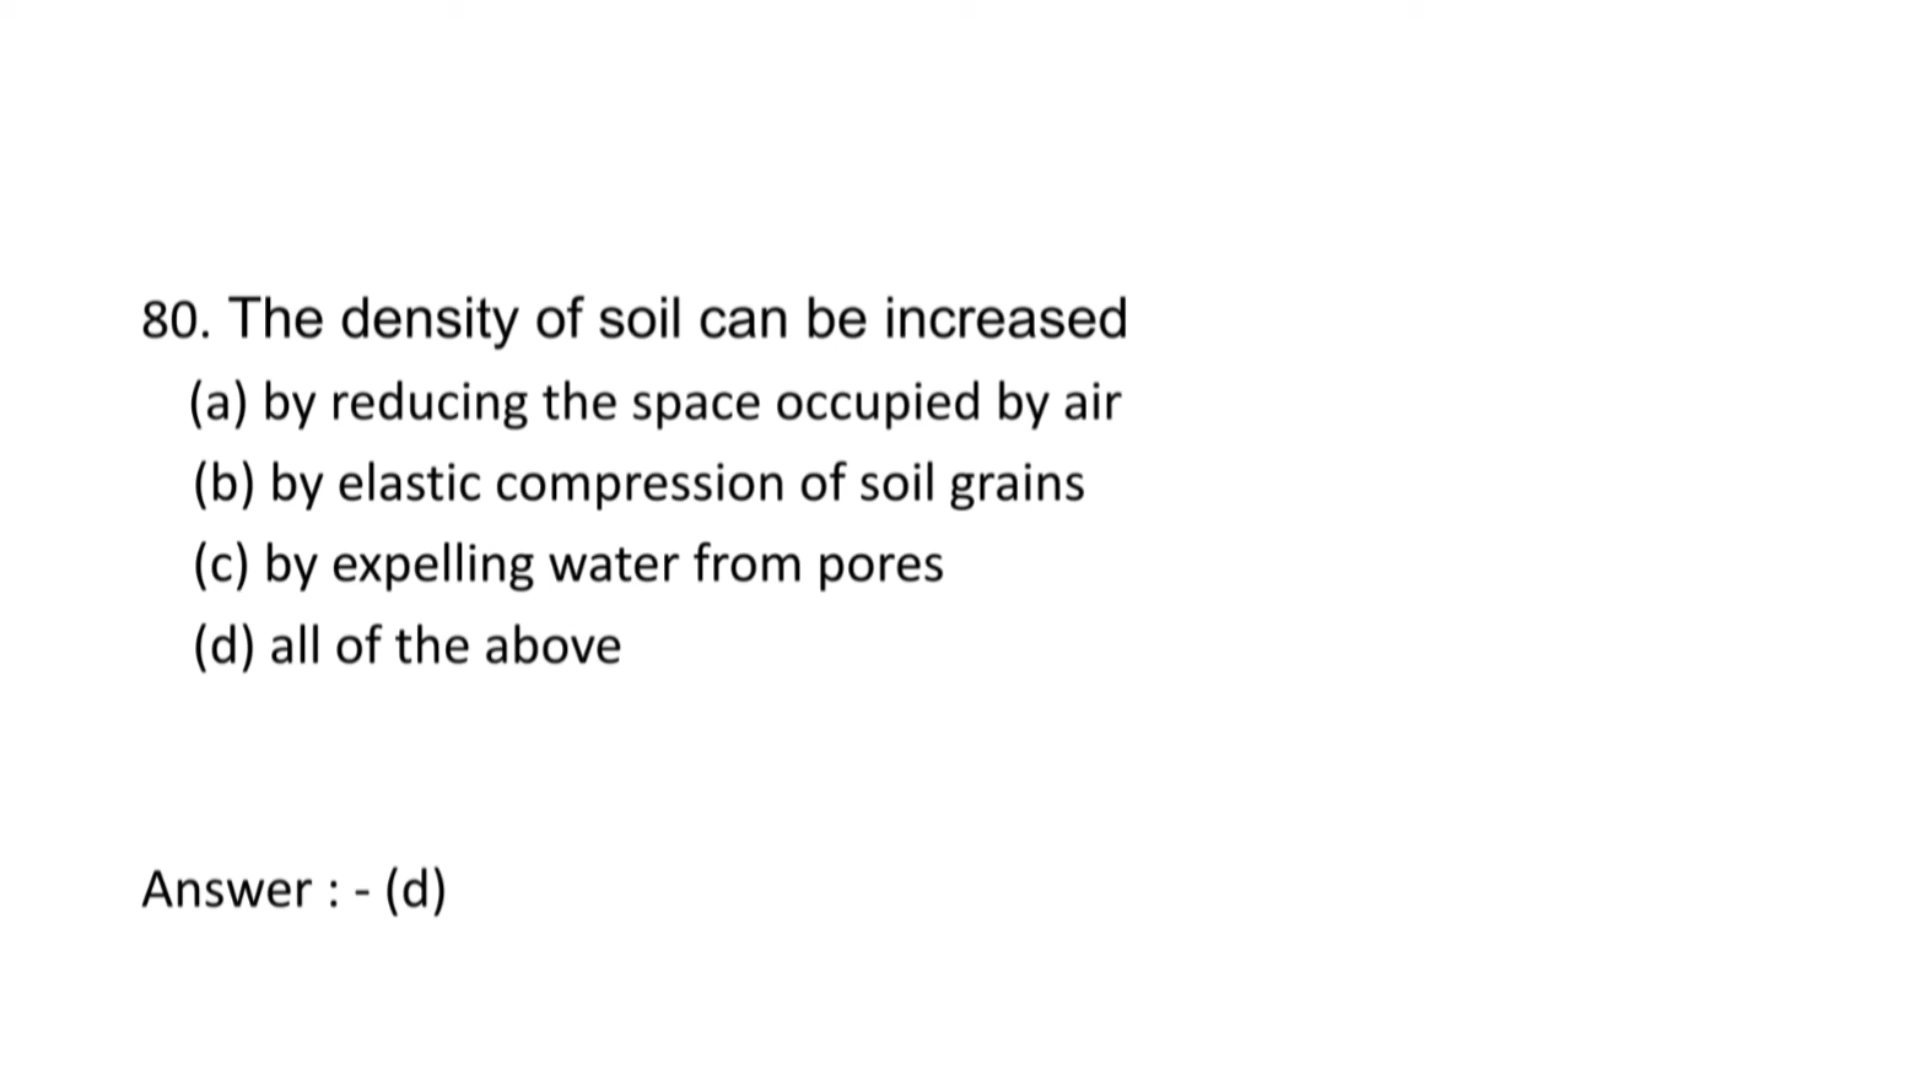 80. The density of soil can be increased
(a) by reducing the space occupied by air
(b) by elastic compression of soil grains
(c) by expelling water from pores
(d) all of the above
Answer : - (d)